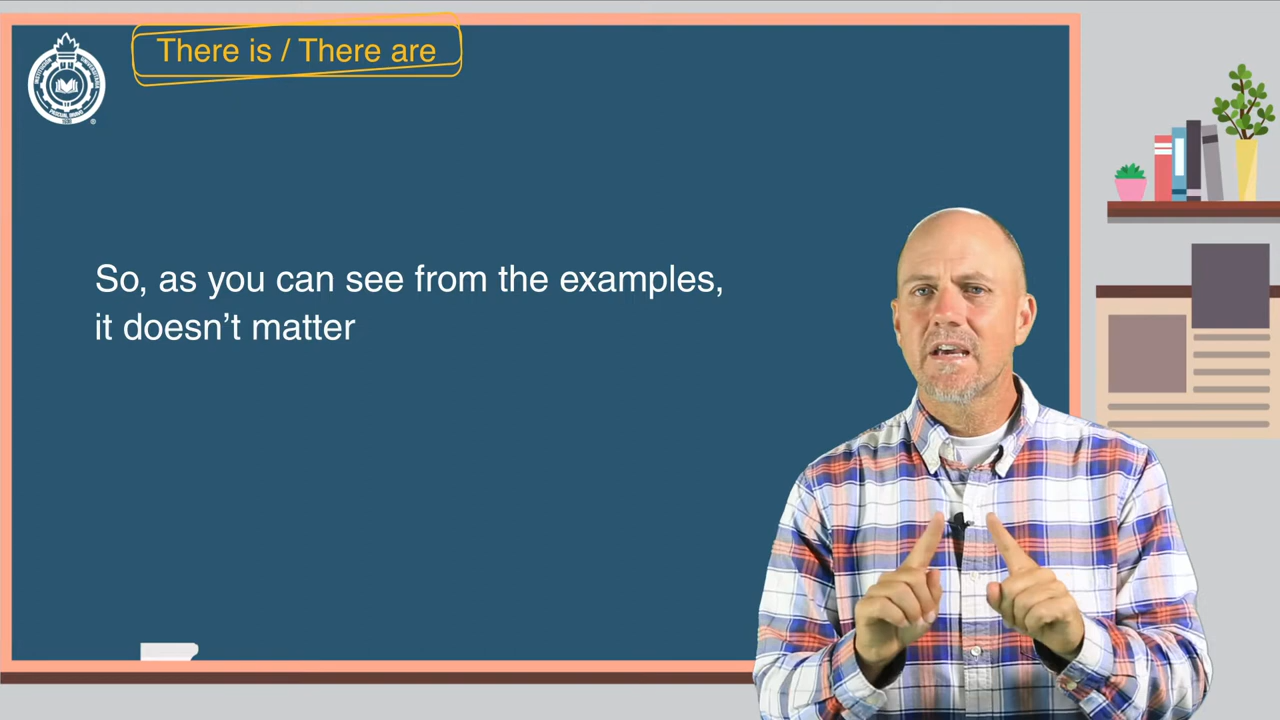 There is / There are
So, as you can see from the examples,
it doesn’t matter